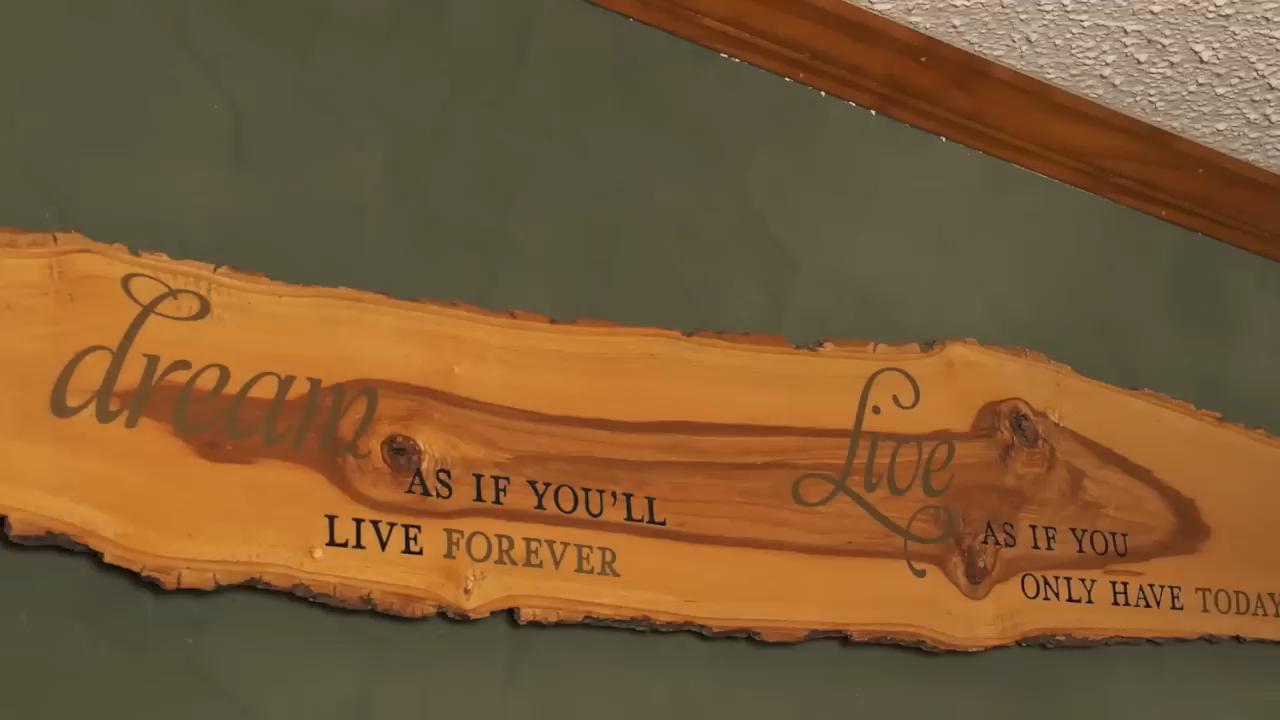 dream
AS IF YOU'LL
LIVE FOREVER
Live
AS IF YOU
ONLY HAVE TODAY